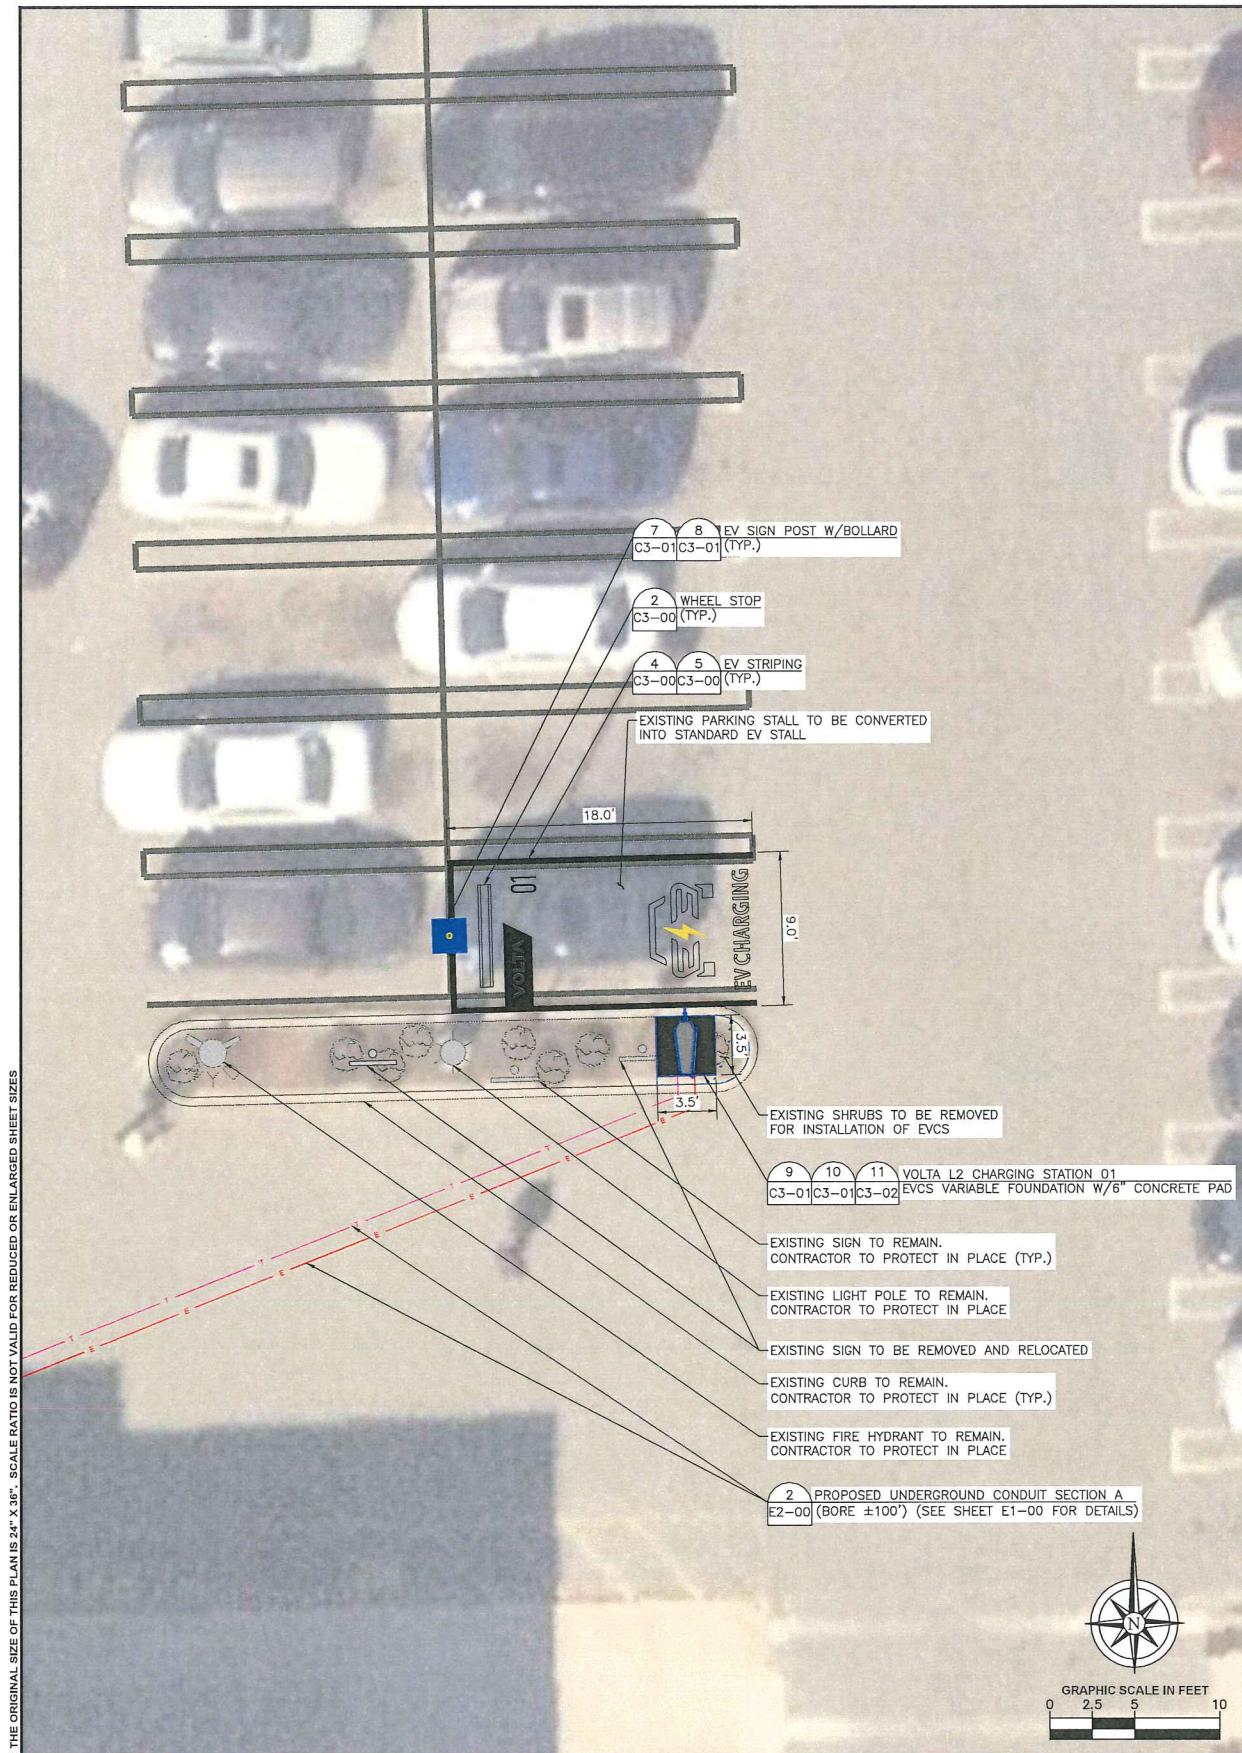 THE ORIGINAL SIZE OF THIS PLAN IS 24" X 36". SCALE RATIO IS NOT VALID FOR REDUCED OR ENLARGED SHEET SIZES
7 8 EV SIGN POST W/BOLLARD
C3-01 C3-01 (TYP.)
2 WHEEL STOP
C3-00 (TYP.)
4 5 EV STRIPING
C3-00 C3-00 (TYP.)
EXISTING PARKING STALL TO BE CONVERTED
INTO STANDARD EV STALL
18.0'
01
VOLTA
EV CHARGING
9.0'
3.5'
3.5'
EXISTING SHRUBS TO BE REMOVED
FOR INSTALLATION OF EVCS
9 10 11 VOLTA L2 CHARGING STATION 01
C3-01 C3-01 C3-02 EVCS VARIABLE FOUNDATION W/6" CONCRETE PAD
EXISTING SIGN TO REMAIN.
CONTRACTOR TO PROTECT IN PLACE (TYP.)
EXISTING LIGHT POLE TO REMAIN.
CONTRACTOR TO PROTECT IN PLACE
EXISTING SIGN TO BE REMOVED AND RELOCATED
EXISTING CURB TO REMAIN.
CONTRACTOR TO PROTECT IN PLACE (TYP.)
EXISTING FIRE HYDRANT TO REMAIN.
CONTRACTOR TO PROTECT IN PLACE
2 PROPOSED UNDERGROUND CONDUIT SECTION A
E2-00 (BORE ±100') (SEE SHEET E1-00 FOR DETAILS)
T T T T T
E E E E E E
N
GRAPHIC SCALE IN FEET
0 2.5 5 10